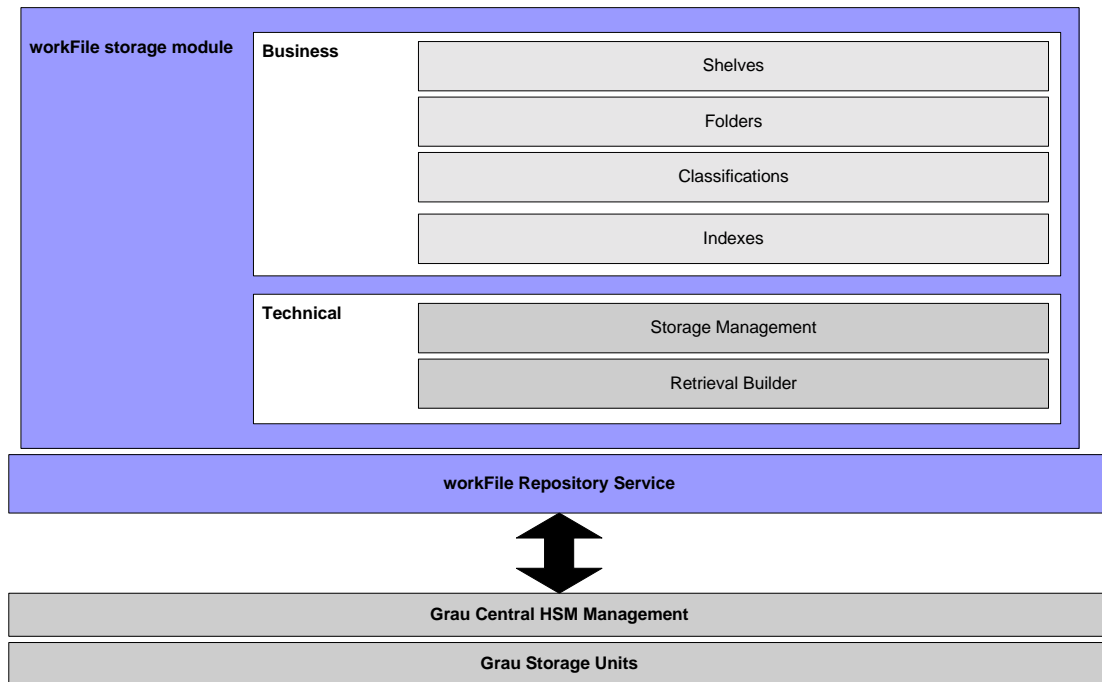 workFile storage module
Business
Shelves
Folders
Classifications
Indexes
Technical
Storage Management
Retrieval Builder
workFile Repository Service
Grau Central HSM Management
Grau Storage Units